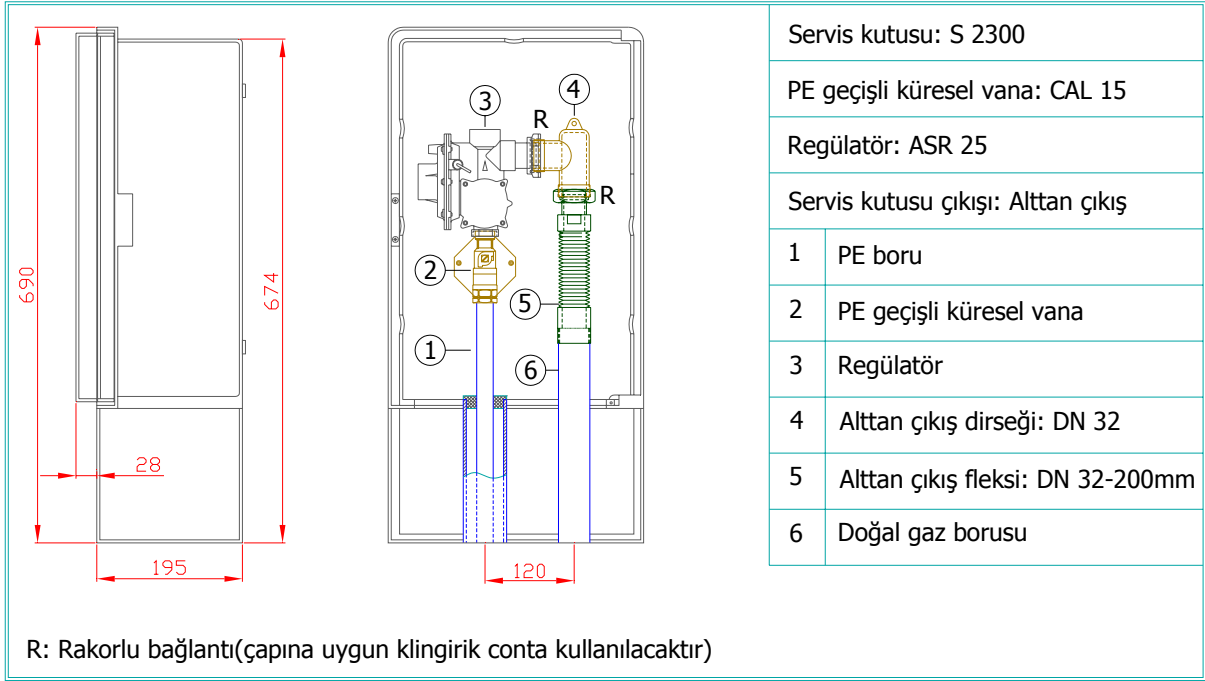 690
28
195
674
3
R
4
R
2
5
1
6
120
Servis kutusu: S 2300
PE geçişli küresel vana: CAL 15
Regülatör: ASR 25
Servis kutusu çıkışı: Alttan çıkış
1 PE boru
2 PE geçişli küresel vana
3 Regülatör
4 Alttan çıkış dirseği: DN 32
5 Alttan çıkış fleksi: DN 32-200mm
6 Doğal gaz borusu
R: Rakorlu bağlantı(çapına uygun klingirik conta kullanılacaktır)